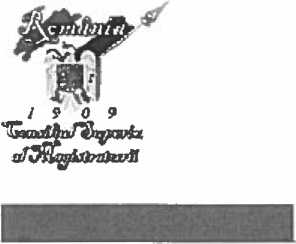 România
1 9 0 9
Consiliul Superior
al Magistraturii